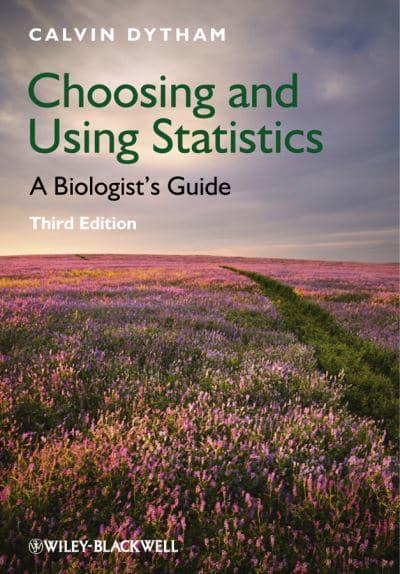 CALVIN DYTHAM
Choosing and
Using Statistics
A Biologist's Guide
Third Edition
WILEY-BLACKWELL